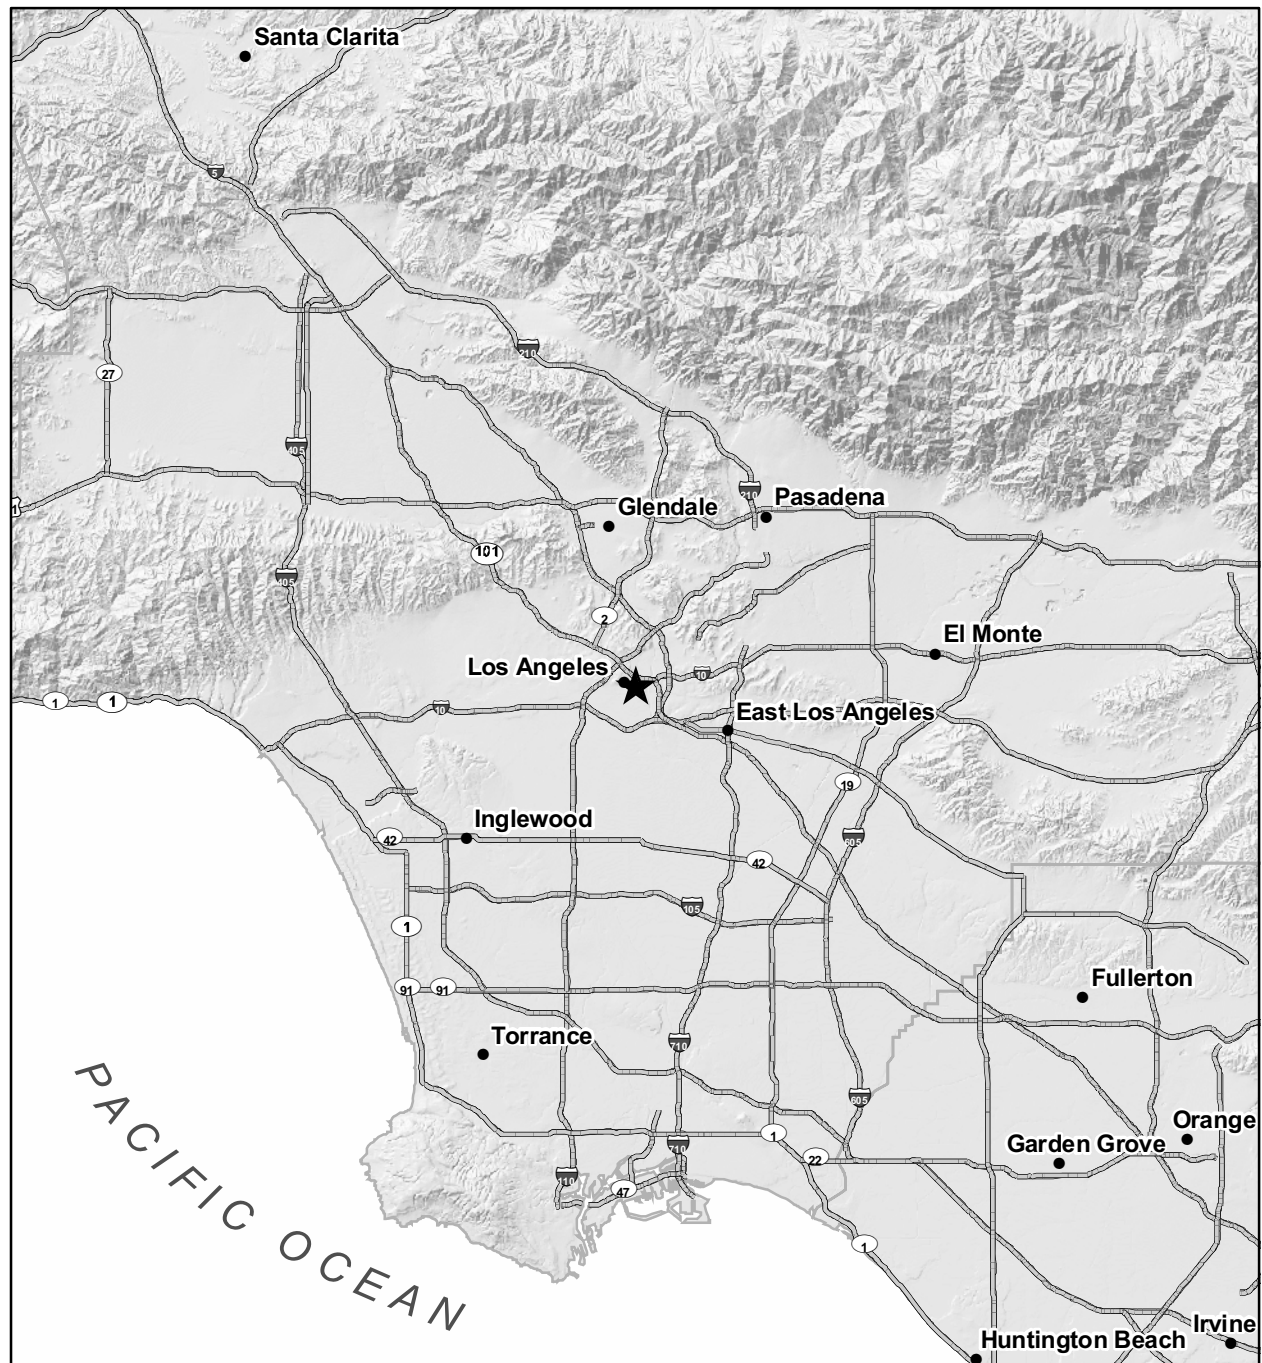 Santa Clarita
5
210
27
405
1
210
Pasadena
Glendale
101
405
2
El Monte
Los Angeles
10
1
1
10
East Los Angeles
19
Inglewood
42
605
42
105
1
Fullerton
91
91
Torrance
710
605
Orange
1
710
Garden Grove
22
110
47
1
PACIFIC OCEAN
Irvine
Huntington Beach